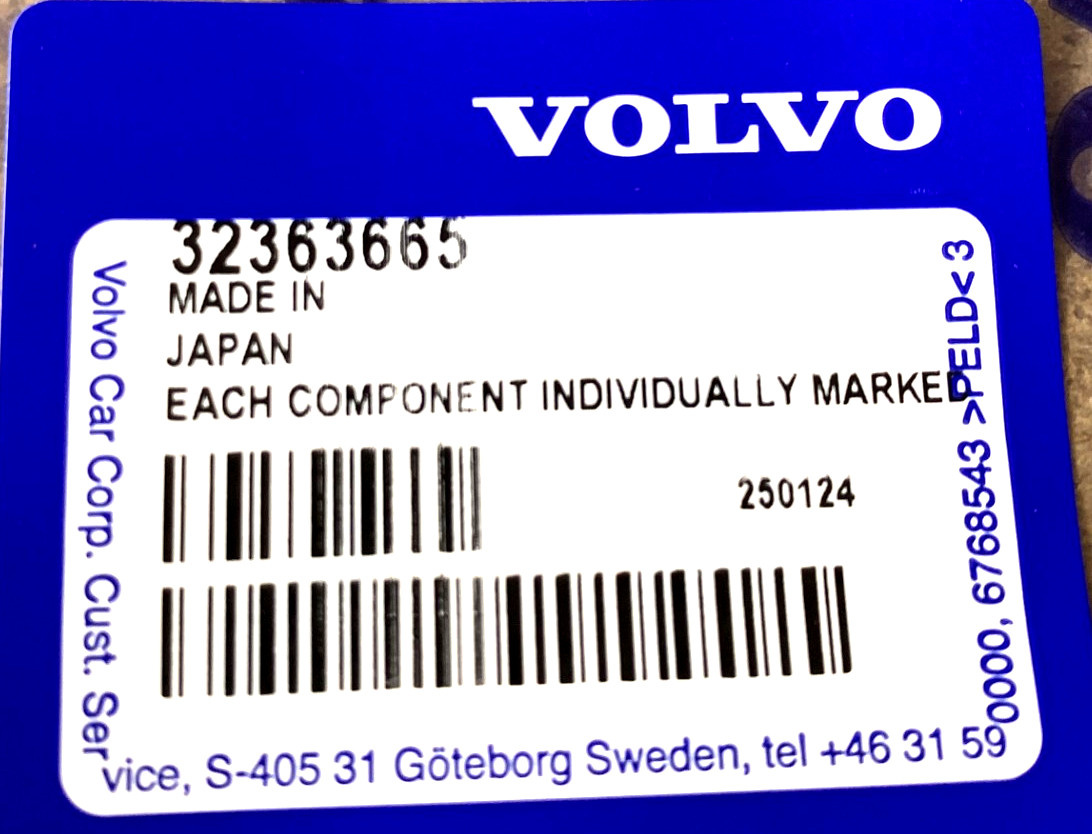 VOLVO
32363665
MADE IN
JAPAN
EACH COMPONENT INDIVIDUALLY MARKED
250124
Volvo Car Corp. Cust. Service, S-405 31 Göteborg Sweden, tel +46 31 590000, 6768543 >PELD< 3